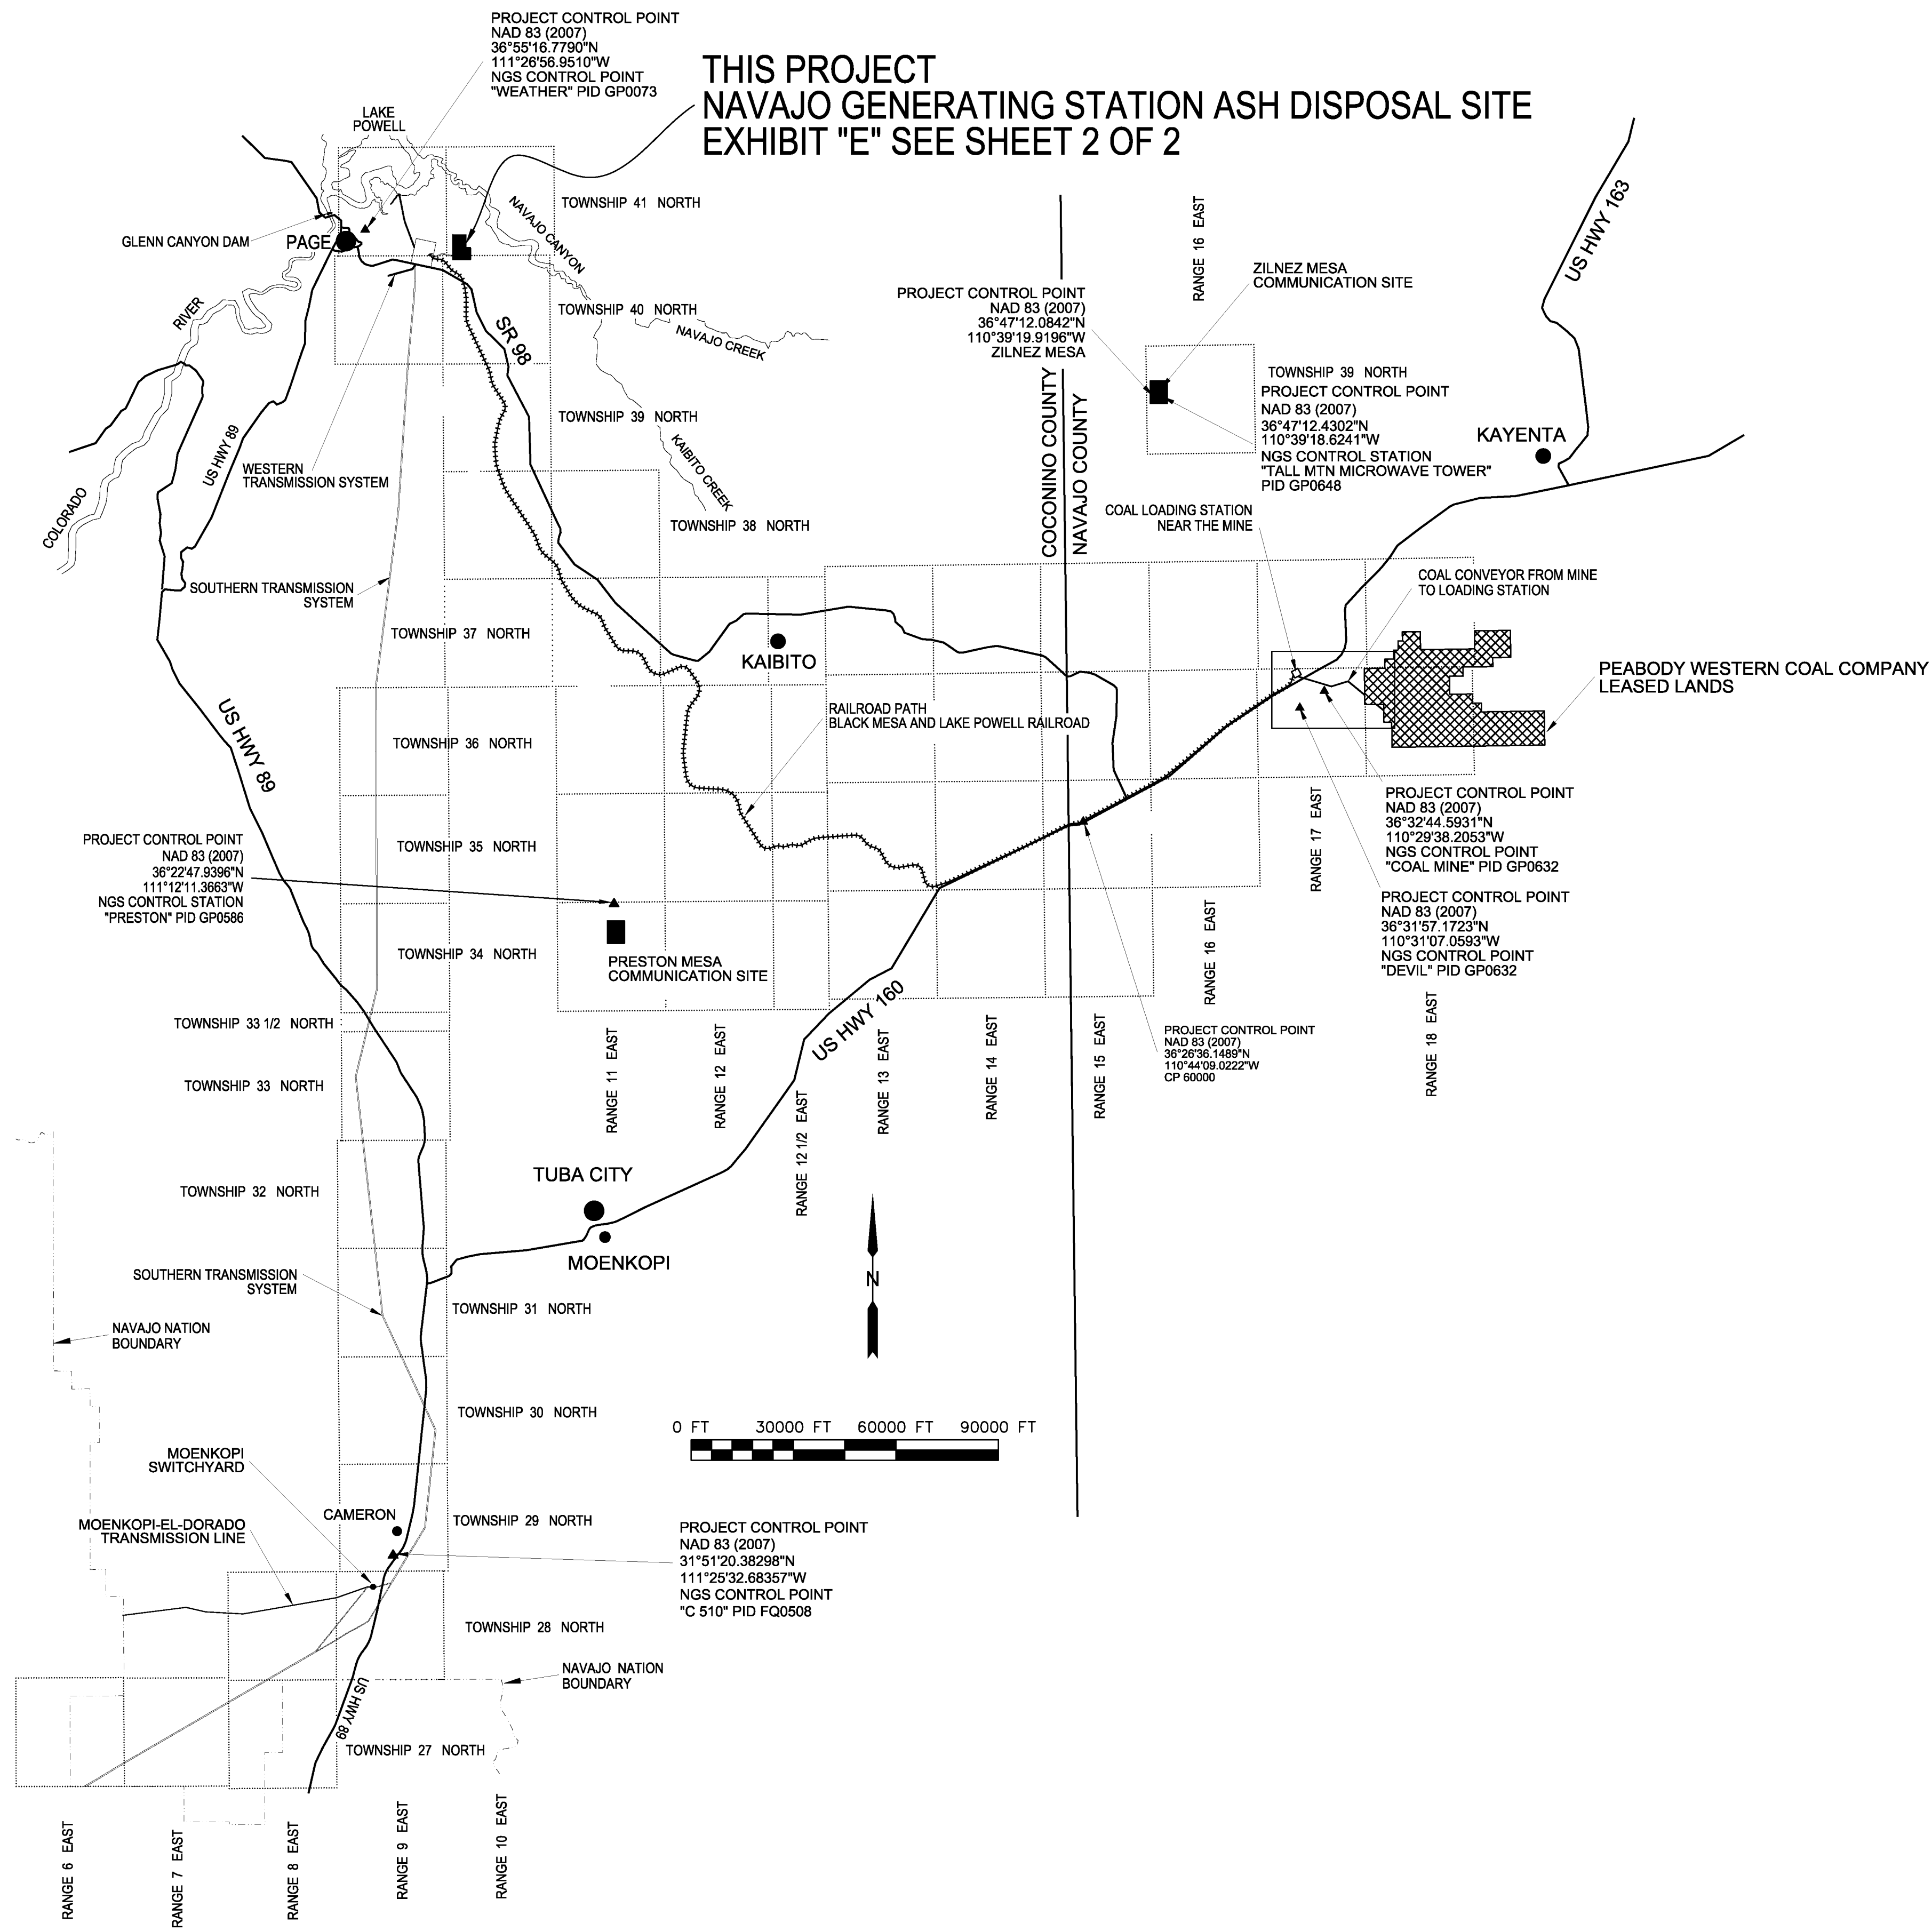 PROJECT CONTROL POINT
NAD 83 (2007)
36°55'16.7790"N
111°26'56.9510"W
NGS CONTROL POINT
"WEATHER" PID GP0073
THIS PROJECT
NAVAJO GENERATING STATION ASH DISPOSAL SITE
EXHIBIT "E" SEE SHEET 2 OF 2
LAKE
POWELL
GLENN CANYON DAM
PAGE
NAVAJO CANYON
TOWNSHIP 41 NORTH
RIVER
COLORADO
US HWY 89
WESTERN
TRANSMISSION SYSTEM
SR 98
TOWNSHIP 40 NORTH
NAVAJO CREEK
TOWNSHIP 39 NORTH
KAIBITO CREEK
TOWNSHIP 38 NORTH
PROJECT CONTROL POINT
NAD 83 (2007)
36°47'12.0842"N
110°39'19.9196"W
ZILNEZ MESA
COCONINO COUNTY
NAVAJO COUNTY
RANGE 16 EAST
ZILNEZ MESA
COMMUNICATION SITE
US HWY 163
TOWNSHIP 39 NORTH
PROJECT CONTROL POINT
NAD 83 (2007)
36°47'12.4302"N
110°39'18.6241"W
NGS CONTROL STATION
"TALL MTN MICROWAVE TOWER"
PID GP0648
KAYENTA
COAL LOADING STATION
NEAR THE MINE
COAL CONVEYOR FROM MINE
TO LOADING STATION
SOUTHERN TRANSMISSION
SYSTEM
TOWNSHIP 37 NORTH
KAIBITO
PEABODY WESTERN COAL COMPANY
LEASED LANDS
RAILROAD PATH
BLACK MESA AND LAKE POWELL RAILROAD
US HWY 89
TOWNSHIP 36 NORTH
PROJECT CONTROL POINT
NAD 83 (2007)
36°22'47.9396"N
111°12'11.3663"W
NGS CONTROL STATION
"PRESTON" PID GP0586
TOWNSHIP 35 NORTH
RANGE 17 EAST
PROJECT CONTROL POINT
NAD 83 (2007)
36°32'44.5931"N
110°29'38.2053"W
NGS CONTROL POINT
"COAL MINE" PID GP0632
PROJECT CONTROL POINT
NAD 83 (2007)
36°31'57.1723"N
110°31'07.0593"W
NGS CONTROL POINT
"DEVIL" PID GP0632
TOWNSHIP 34 NORTH
PRESTON MESA
COMMUNICATION SITE
RANGE 16 EAST
US HWY 160
TOWNSHIP 33 1/2 NORTH
TOWNSHIP 33 NORTH
RANGE 11 EAST
RANGE 12 EAST
RANGE 12 1/2 EAST
RANGE 13 EAST
RANGE 14 EAST
RANGE 15 EAST
PROJECT CONTROL POINT
NAD 83 (2007)
36°26'36.1489"N
110°44'09.0222"W
CP 60000
RANGE 18 EAST
TOWNSHIP 32 NORTH
TUBA CITY
MOENKOPI
N
SOUTHERN TRANSMISSION
SYSTEM
TOWNSHIP 31 NORTH
NAVAJO NATION
BOUNDARY
TOWNSHIP 30 NORTH
0 FT 30000 FT 60000 FT 90000 FT
MOENKOPI
SWITCHYARD
CAMERON
MOENKOPI-EL-DORADO
TRANSMISSION LINE
TOWNSHIP 29 NORTH
PROJECT CONTROL POINT
NAD 83 (2007)
31°51'20.38298"N
111°25'32.68357"W
NGS CONTROL POINT
"C 510" PID FQ0508
TOWNSHIP 28 NORTH
NAVAJO NATION
BOUNDARY
US HWY 89
TOWNSHIP 27 NORTH
RANGE 6 EAST
RANGE 7 EAST
RANGE 8 EAST
RANGE 9 EAST
RANGE 10 EAST